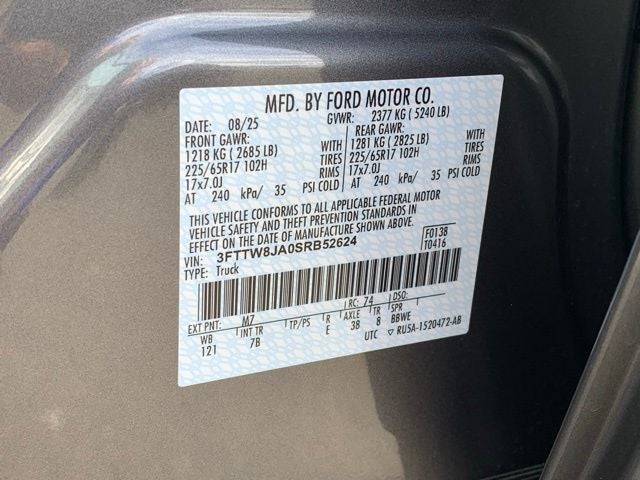 MFD. BY FORD MOTOR CO.
DATE: 08/25 GVWR: 2377 KG ( 5240 LB)
FRONT GAWR: REAR GAWR:
1218 KG ( 2685 LB) WITH 1281 KG ( 2825 LB) WITH
225/65R17 102H TIRES 225/65R17 102H TIRES
17x7.0J RIMS 17x7.0J RIMS
AT 240 kPa/ 35 PSI COLD AT 240 kPa/ 35 PSI COLD
THIS VEHICLE CONFORMS TO ALL APPLICABLE FEDERAL MOTOR
VEHICLE SAFETY AND THEFT PREVENTION STANDARDS IN
EFFECT ON THE DATE OF MANUFACTURE SHOWN ABOVE.
VIN: 3FTTW8JA0SRB52624 F0138
TYPE: Truck T0416
EXT PNT: M7 RC: 74 DSO:
WB INT TR TP/PS R AXLE TR SPR
121 7B E 38 8 BBWE
UTC ▽ RU5A-1520472-AB